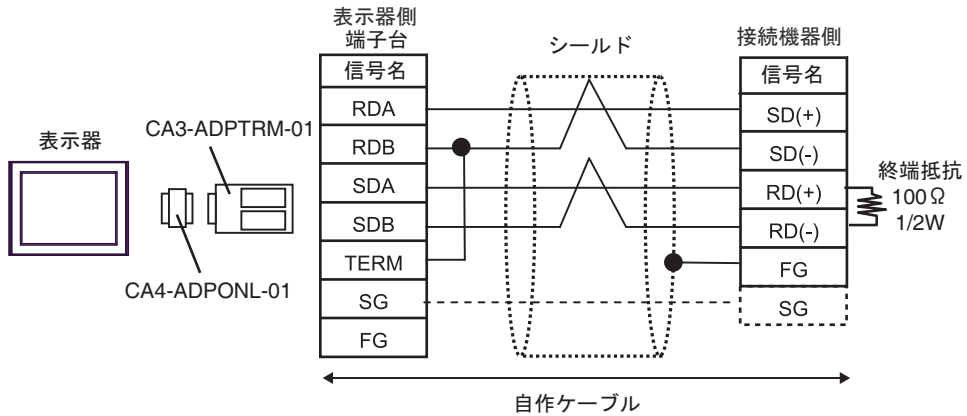 表示器側
端子台
シールド
接続機器側
信号名
信号名
RDA
SD(+)
CA3-ADPTRM-01
表示器
RDB
SD(-)
SDA
RD(+)
終端抵抗
100Ω
1/2W
SDB
RD(-)
TERM
FG
CA4-ADPONL-01
SG
SG
FG
自作ケーブル